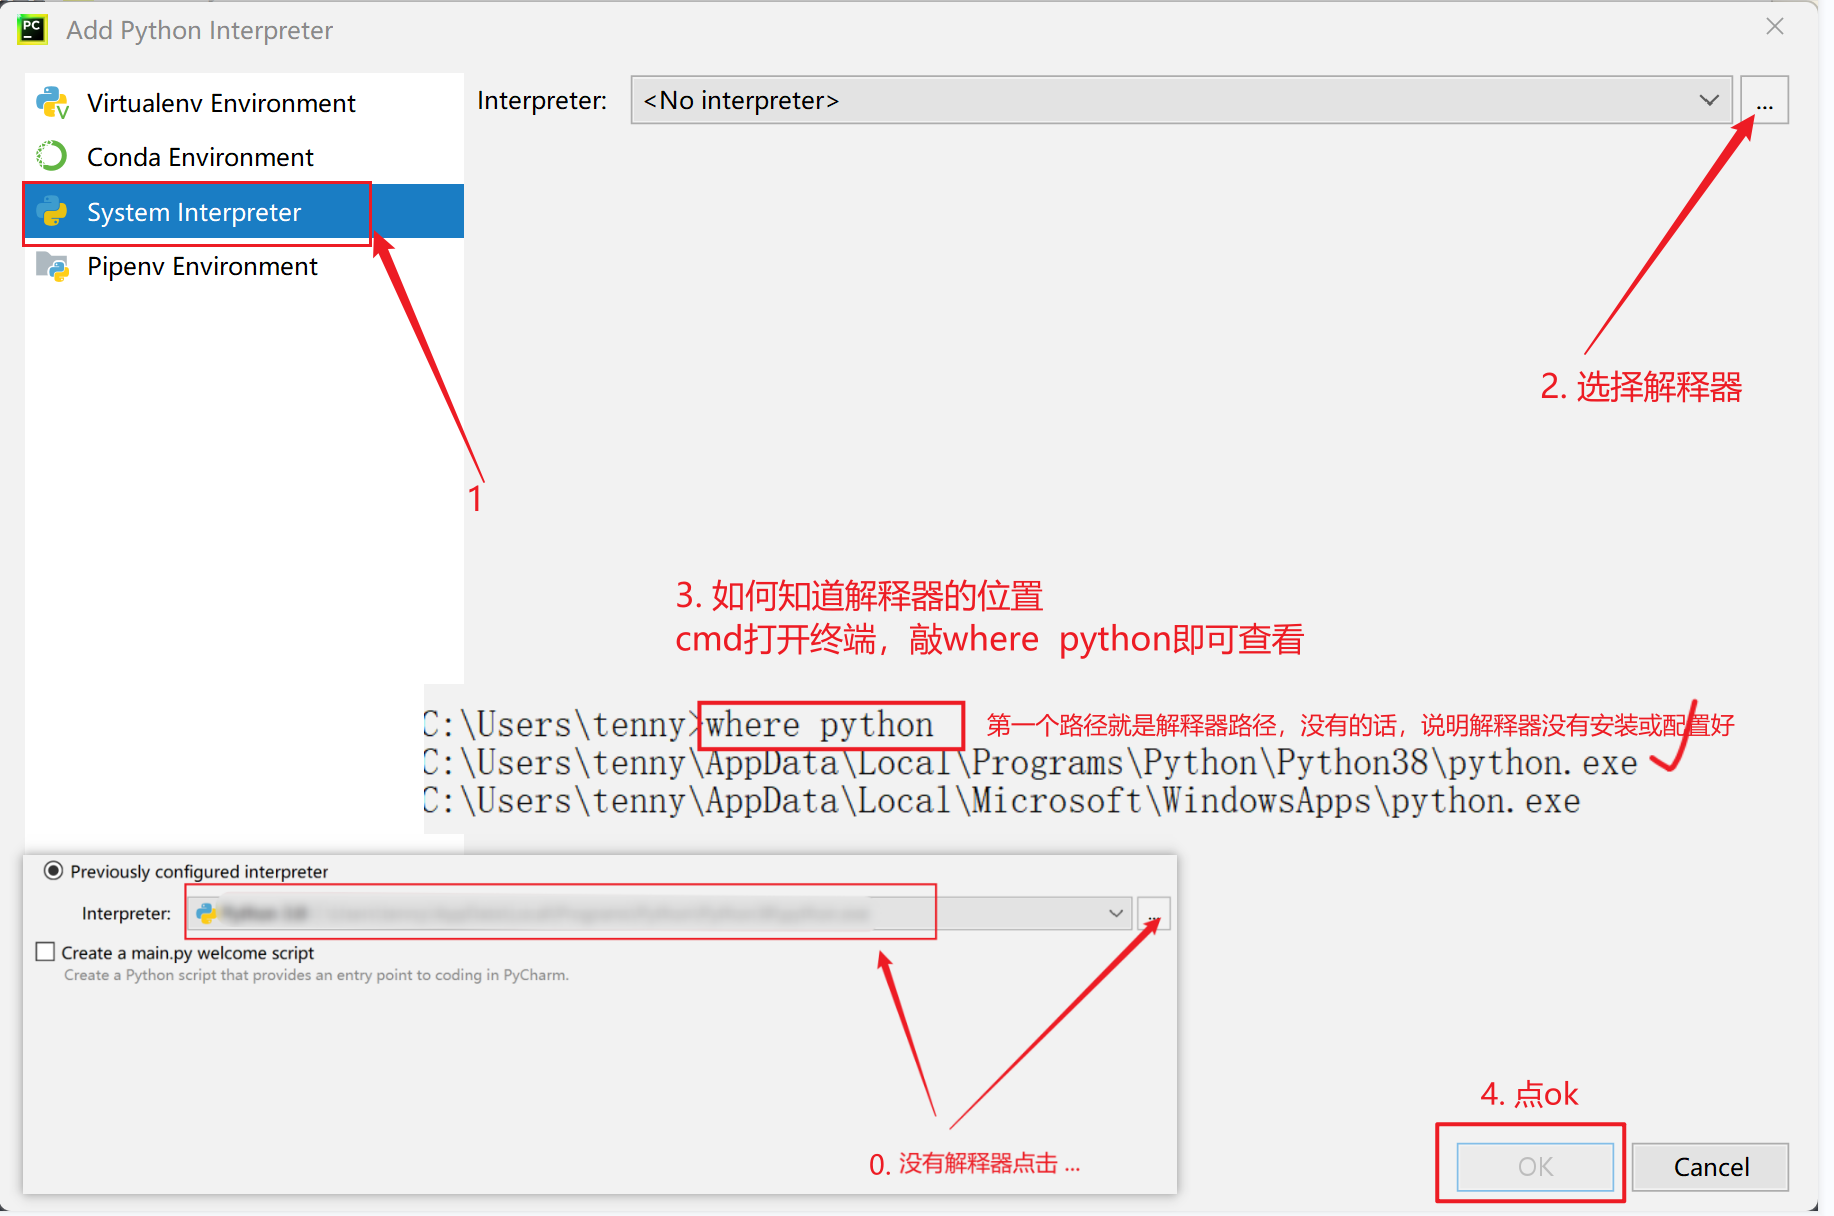 Add Python Interpreter
Virtualenv Environment
Conda Environment
System Interpreter
Pipenv Environment
Interpreter: <No interpreter> ...
2. 选择解释器
1
3. 如何知道解释器的位置
cmd打开终端，敲where python即可查看
C:\Users\tenny>where python 第一个路径就是解释器路径，没有的话，说明解释器没有安装或配置好
C:\Users\tenny\AppData\Local\Programs\Python\Python38\python.exe
C:\Users\tenny\AppData\Local\Microsoft\WindowsApps\python.exe
Previously configured interpreter
Interpreter: ...
Create a main.py welcome script
Create a Python script that provides an entry point to coding in PyCharm.
0. 没有解释器点击 ...
4. 点ok
OK Cancel